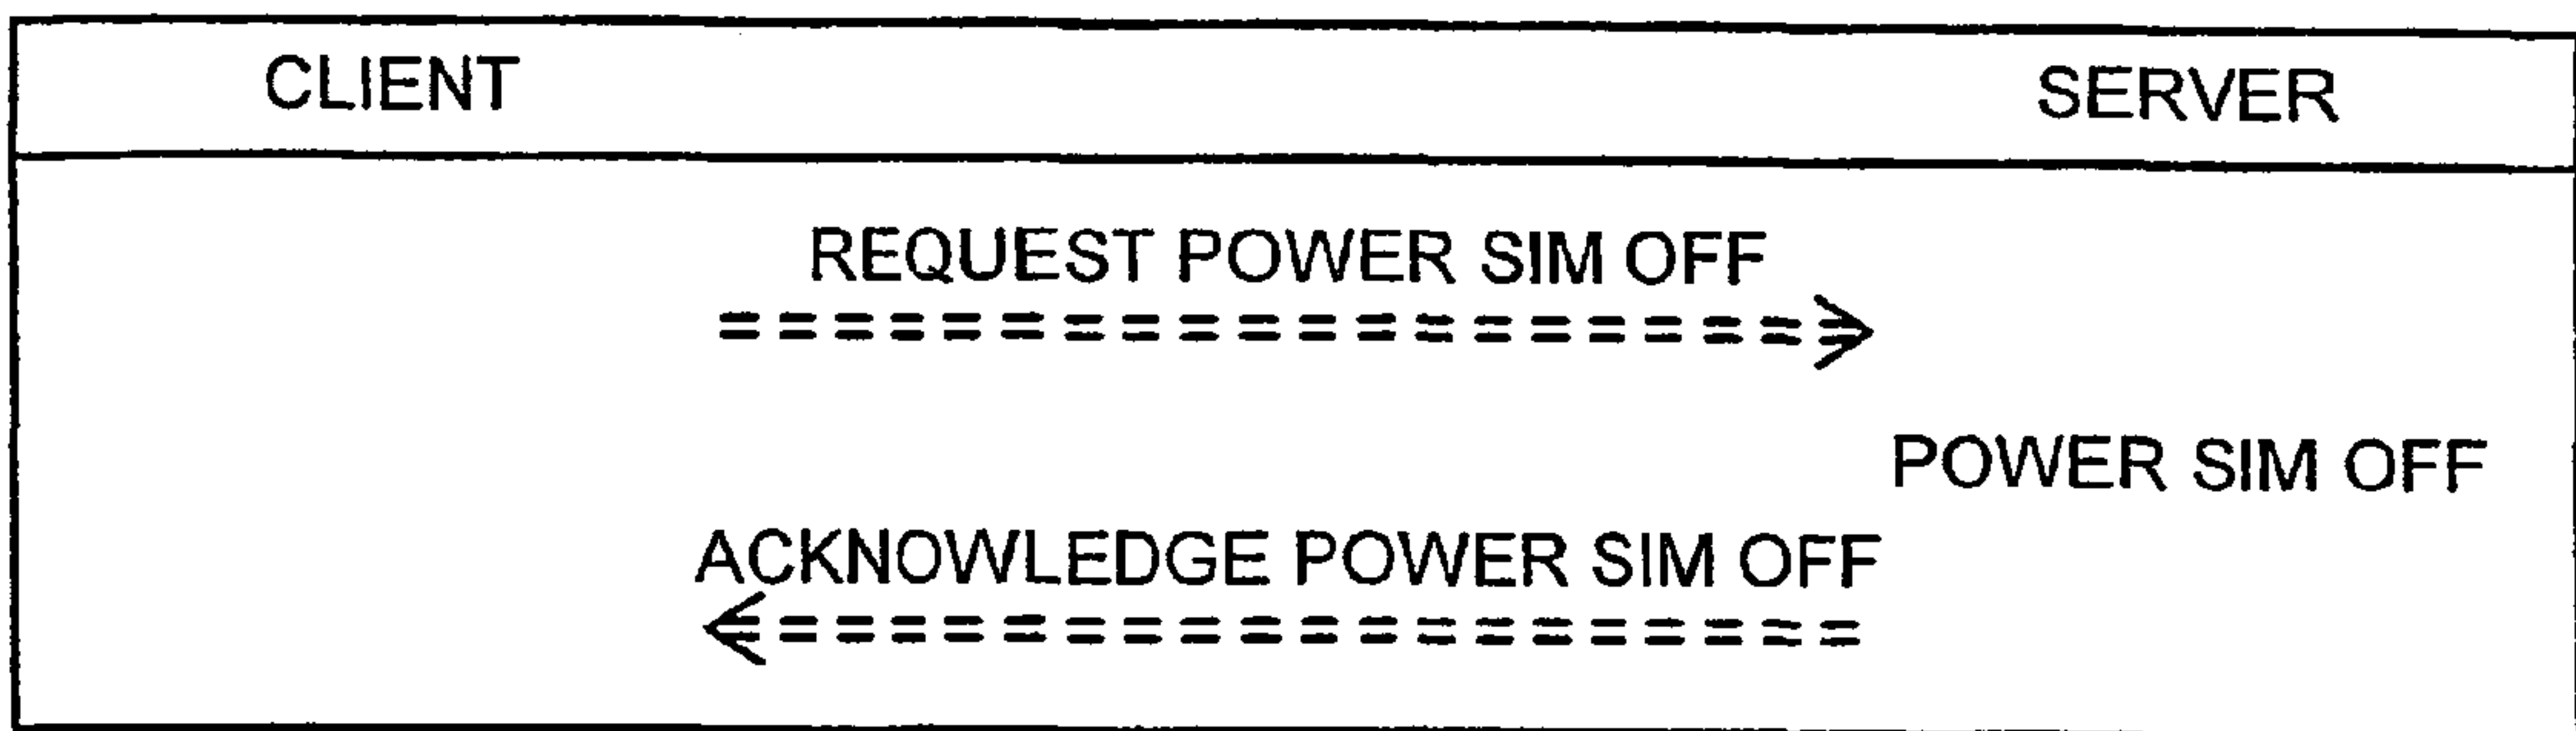 CLIENT SERVER
REQUEST POWER SIM OFF
POWER SIM OFF
ACKNOWLEDGE POWER SIM OFF